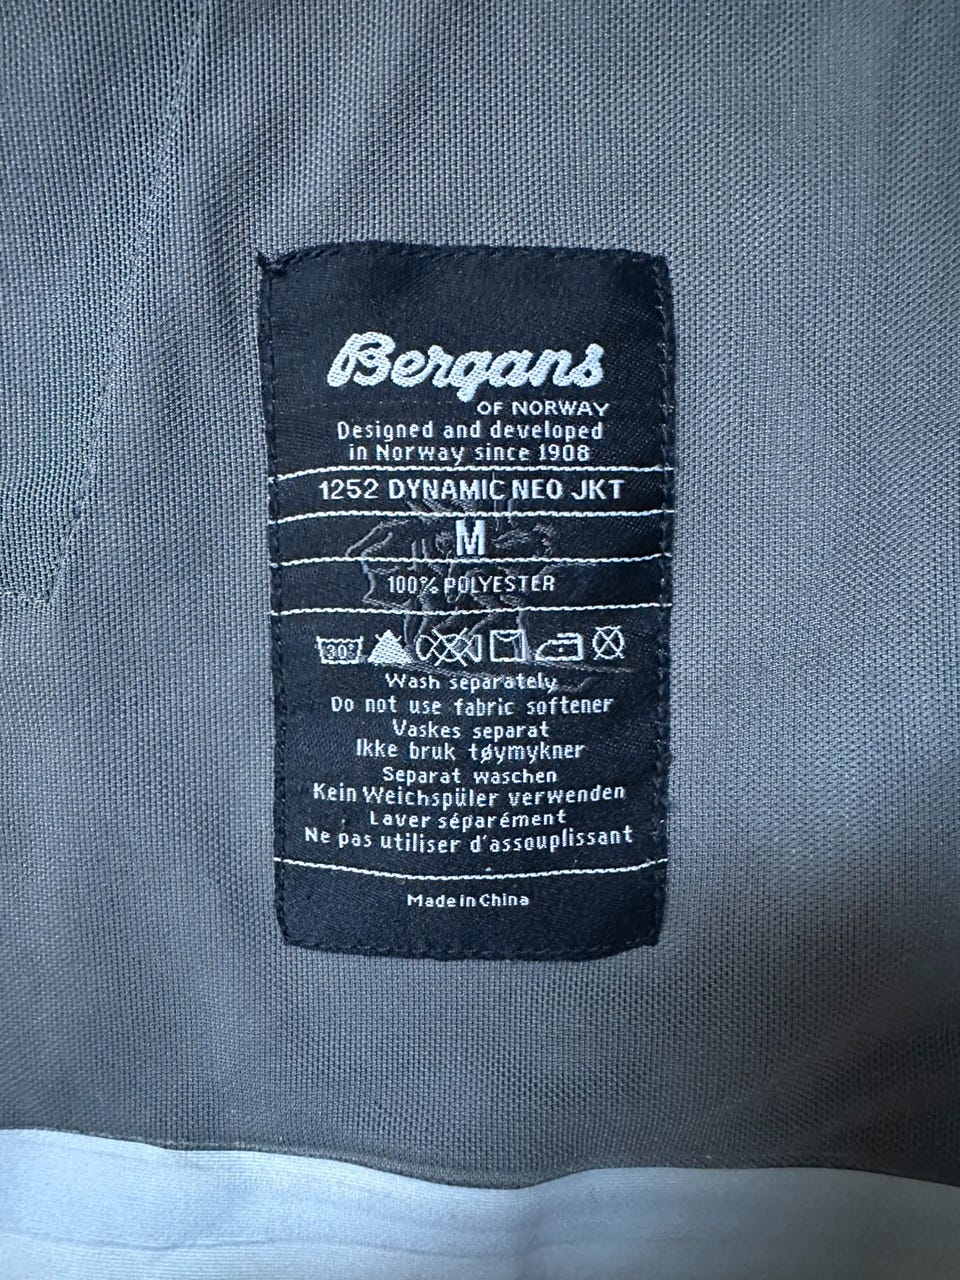 Bergans
OF NORWAY
Designed and developed
in Norway since 1908
1252 DYNAMIC NEO JKT
M
100% POLYESTER
30°
Wash separately
Do not use fabric softener
Vaskes separat
Ikke bruk tøymykner
Separat waschen
Kein Weichspüler verwenden
Laver séparément
Ne pas utiliser d'assouplissant
Made in China